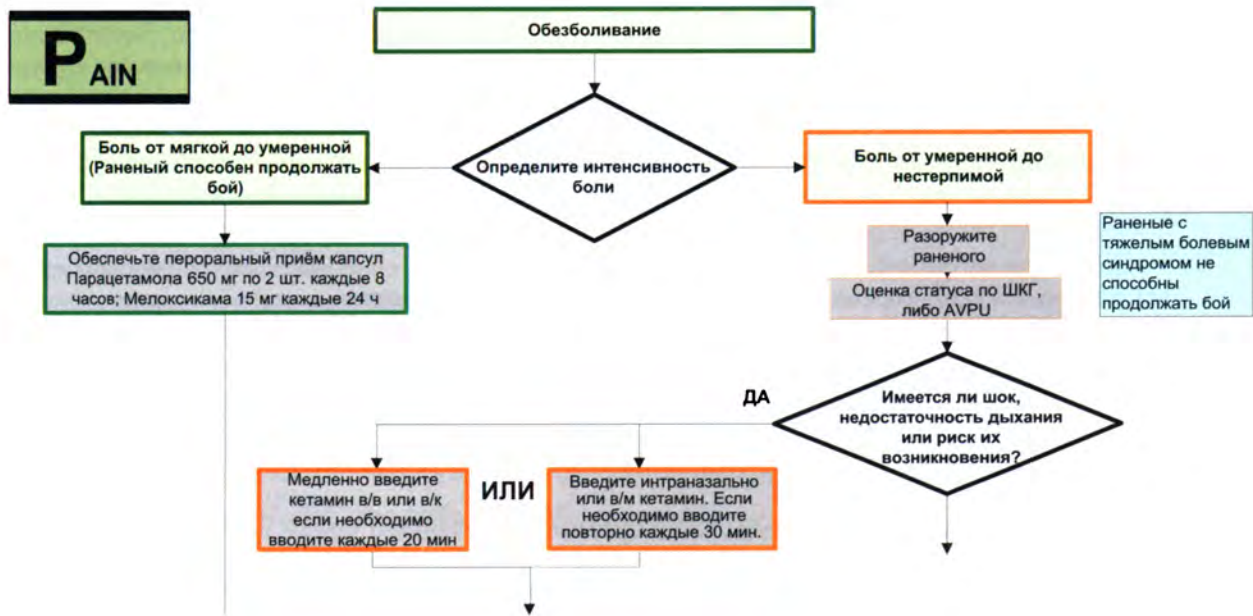 PAIN
Обезболивание
Боль от мягкой до умеренной
(Раненый способен продолжать
бой)
Определите интенсивность
боли
Боль от умеренной до
нестерпимой
Обеспечьте пероральный приём капсул
Парацетамола 650 мг по 2 шт. каждые 8
часов; Мелоксикама 15 мг каждые 24 ч
Разоружите
раненого
Раненые с
тяжелым болевым
синдромом не
способны
продолжать бой
Оценка статуса по ШКГ,
либо AVPU
ДА
Имеется ли шок,
недостаточность дыхания
или риск их
возникновения?
Медленно введите
кетамин в/в или в/к
если необходимо
вводите каждые 20 мин
ИЛИ
Введите интраназально
или в/м кетамин. Если
необходимо вводите
повторно каждые 30 мин.